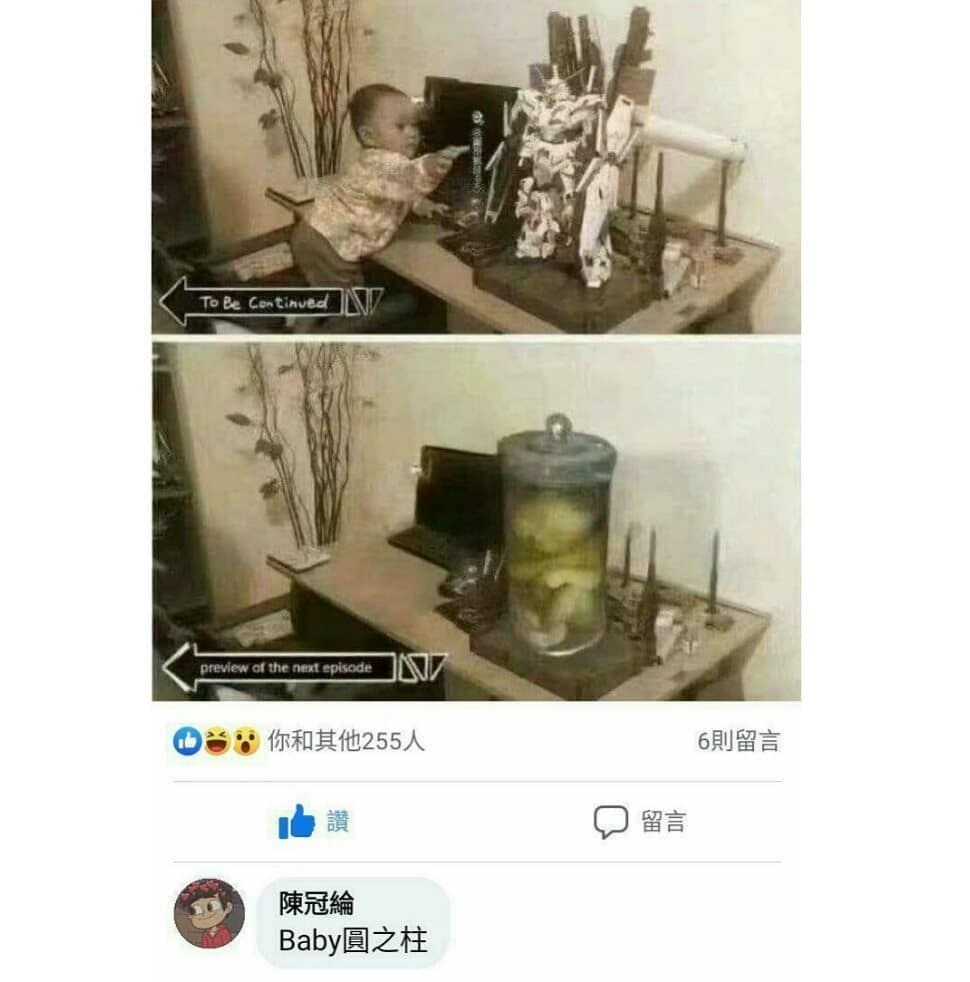 To Be Continued
preview of the next episode
你和其他255人
6則留言
讚
留言
陳冠綸
Baby圓之柱